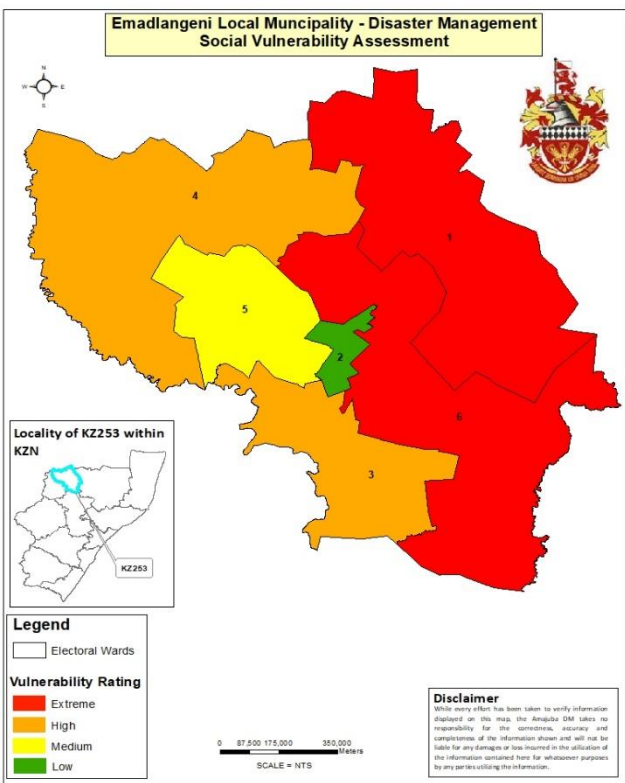 Emadlangeni Local Muncipality - Disaster Management
Social Vulnerability Assessment
N
W E
S
4
1
5
2
6
3
Locality of KZ253 within
KZN
KZ253
Legend
Electoral Wards
Vulnerability Rating
Extreme
High
Medium
Low
0 87,500 175,000 350,000
Meters
SCALE = NTS
Disclaimer
While every effort has been taken to verify information
displayed on this map, the Amajuba DM takes no
responsibility for the correctness, accuracy and
completeness of the information shown and will not be
liable for any damages or loss incurred in the utilization of
the information contained here for whatsoever purposes
by any parties utilizing the information.